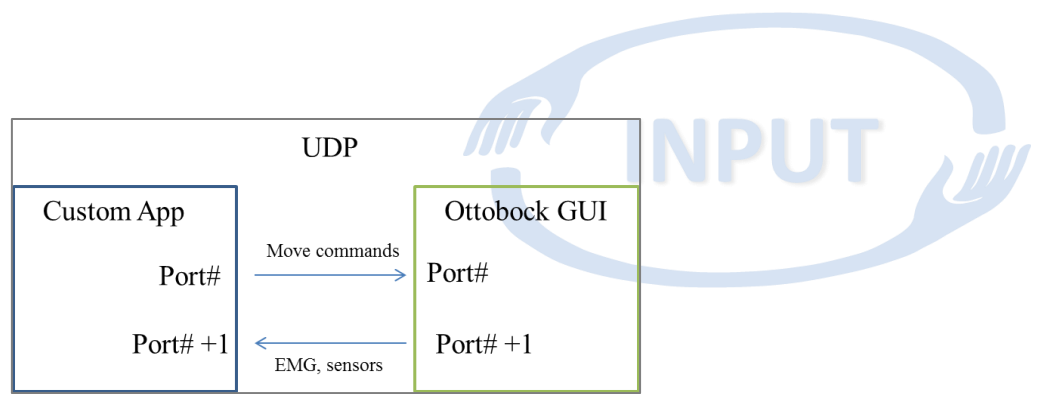 INPUT
UDP
Custom App
Ottobock GUI
Move commands
Port#
Port#
Port# +1
Port# +1
EMG, sensors